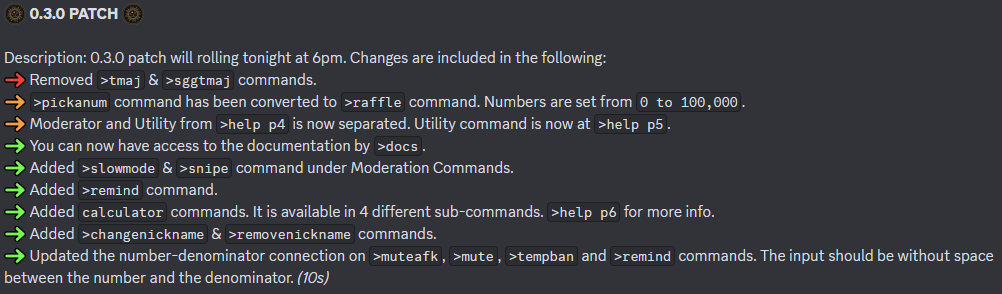 0.3.0 PATCH
Description: 0.3.0 patch will rolling tonight at 6pm. Changes are included in the following:
Removed >tmaj & >sggtmaj commands.
>pickanum command has been converted to >raffle command. Numbers are set from 0 to 100,000.
Moderator and Utility from >help p4 is now separated. Utility command is now at >help p5.
You can now have access to the documentation by >docs.
Added >slowmode & >snipe command under Moderation Commands.
Added >remind command.
Added calculator commands. It is available in 4 different sub-commands. >help p6 for more info.
Added >changenickname & >removenickname commands.
Updated the number-denominator connection on >muteafk, >mute, >tempban and >remind commands. The input should be without space
between the number and the denominator. (10s)